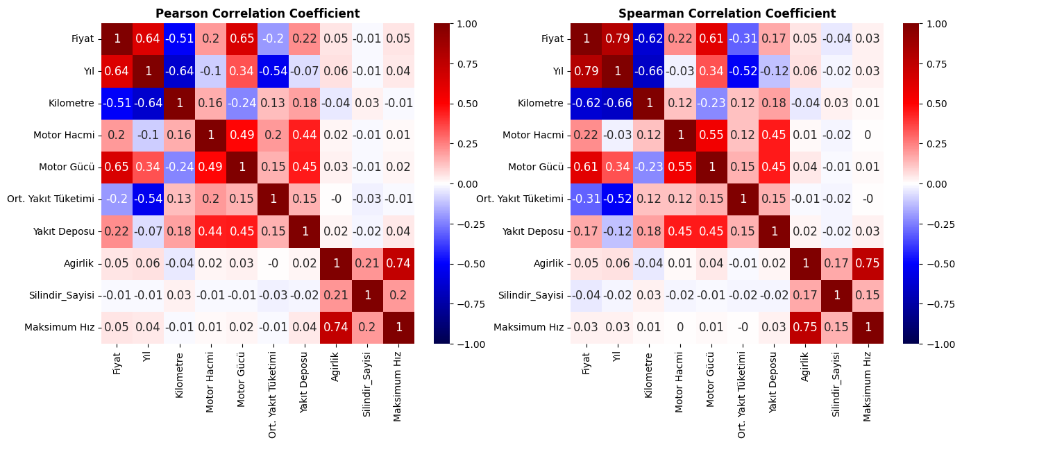 Pearson Correlation Coefficient
Fiyat 1 0.64 -0.51 0.2 0.65 -0.2 0.22 0.05 -0.01 0.05
Yıl 0.64 1 -0.64 -0.1 0.34 -0.54 -0.07 0.06 -0.01 0.04
Kilometre -0.51 -0.64 1 0.16 -0.24 0.13 0.18 -0.04 0.03 -0.01
Motor Hacmi 0.2 -0.1 0.16 1 0.49 0.2 0.44 0.02 -0.01 0.01
Motor Gücü 0.65 0.34 -0.24 0.49 1 0.15 0.45 0.03 -0.01 0.02
Ort. Yakıt Tüketimi -0.2 -0.54 0.13 0.2 0.15 1 0.15 -0 -0.03 -0.01
Yakıt Deposu 0.22 -0.07 0.18 0.44 0.45 0.15 1 0.02 -0.02 0.04
Agirlik 0.05 0.06 -0.04 0.02 0.03 -0 0.02 1 0.21 0.74
Silindir_Sayisi -0.01 -0.01 0.03 -0.01 -0.01 -0.03 -0.02 0.21 1 0.2
Maksimum Hız 0.05 0.04 -0.01 0.01 0.02 -0.01 0.04 0.74 0.2 1
Fiyat
Yıl
Kilometre
Motor Hacmi
Motor Gücü
Ort. Yakıt Tüketimi
Yakıt Deposu
Agirlik
Silindir_Sayisi
Maksimum Hız
1.00
0.75
0.50
0.25
0.00
−0.25
−0.50
−0.75
−1.00
Spearman Correlation Coefficient
Fiyat 1 0.79 -0.62 0.22 0.61 -0.31 0.17 0.05 -0.04 0.03
Yıl 0.79 1 -0.66 -0.03 0.34 -0.52 -0.12 0.06 -0.02 0.03
Kilometre -0.62 -0.66 1 0.12 -0.23 0.12 0.18 -0.04 0.03 0.01
Motor Hacmi 0.22 -0.03 0.12 1 0.55 0.12 0.45 0.01 -0.02 0
Motor Gücü 0.61 0.34 -0.23 0.55 1 0.15 0.45 0.04 -0.01 0.01
Ort. Yakıt Tüketimi -0.31 -0.52 0.12 0.12 0.15 1 0.15 -0.01 -0.02 -0
Yakıt Deposu 0.17 -0.12 0.18 0.45 0.45 0.15 1 0.02 -0.02 0.03
Agirlik 0.05 0.06 -0.04 0.01 0.04 -0.01 0.02 1 0.17 0.75
Silindir_Sayisi -0.04 -0.02 0.03 -0.02 -0.01 -0.02 -0.02 0.17 1 0.15
Maksimum Hız 0.03 0.03 0.01 0 0.01 -0 0.03 0.75 0.15 1
Fiyat
Yıl
Kilometre
Motor Hacmi
Motor Gücü
Ort. Yakıt Tüketimi
Yakıt Deposu
Agirlik
Silindir_Sayisi
Maksimum Hız
1.00
0.75
0.50
0.25
0.00
−0.25
−0.50
−0.75
−1.00